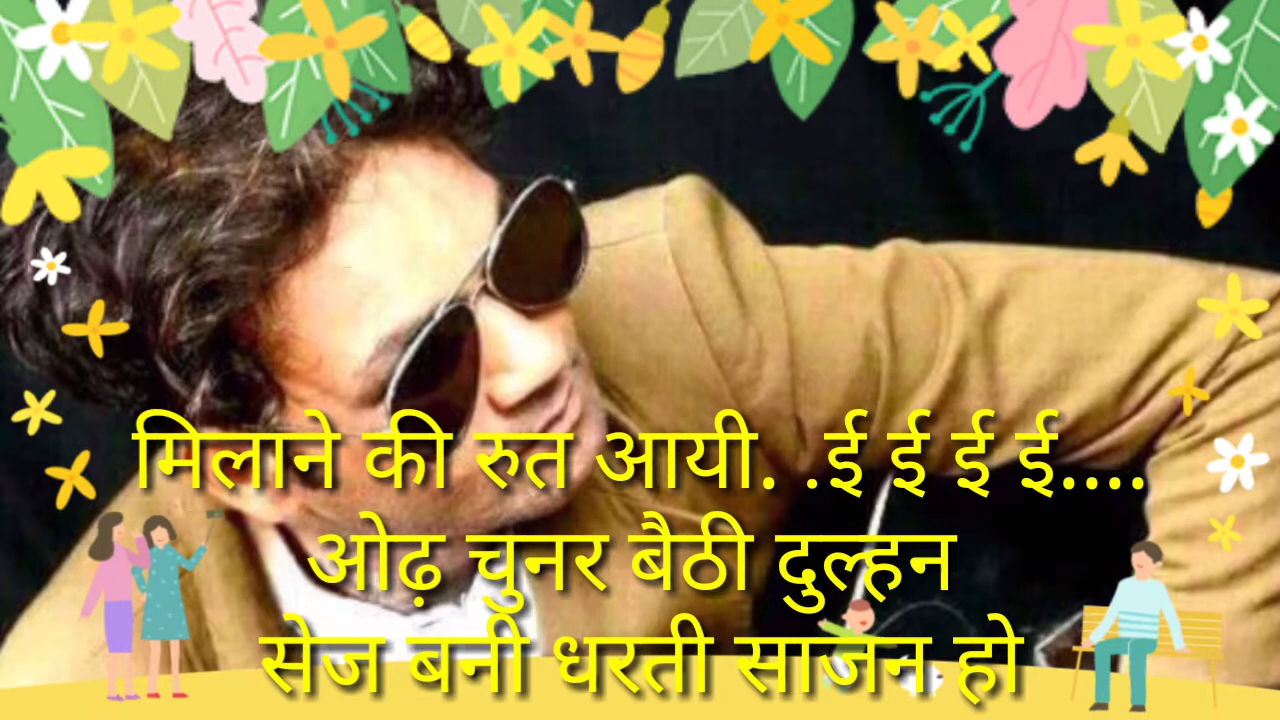 मिलाने की रुत आयी. .ई ई ई ई....
ओढ़ चुनर बैठी दुल्हन
सेज बनी धरती साजन हो